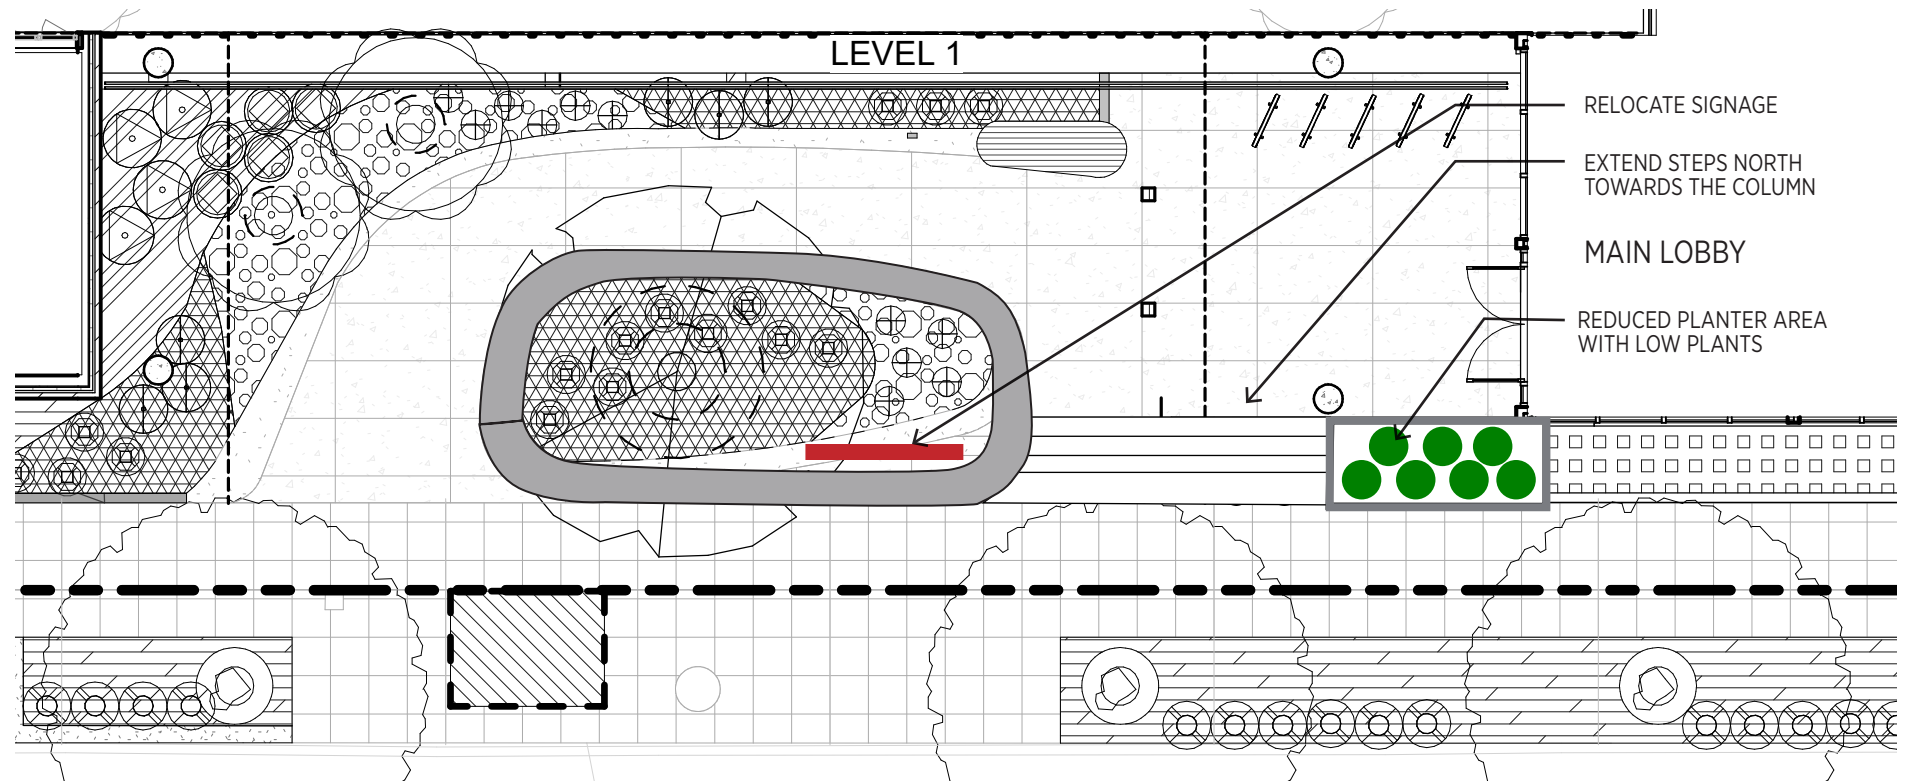 LEVEL 1
RELOCATE SIGNAGE
EXTEND STEPS NORTH
TOWARDS THE COLUMN
MAIN LOBBY
REDUCED PLANTER AREA
WITH LOW PLANTS